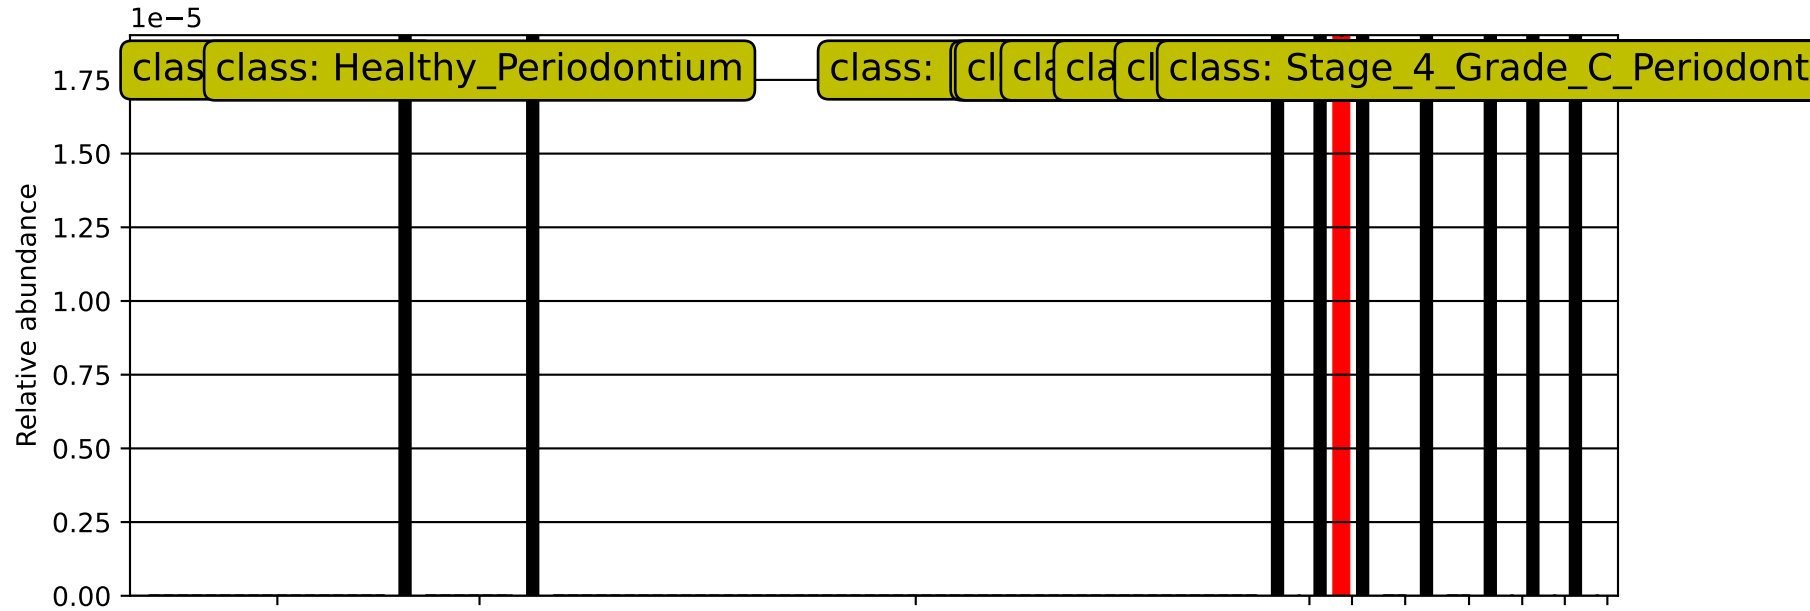 1e−5
clas class: Healthy_Periodontium class: cl cla cla cl class: Stage_4_Grade_C_Periodont
1.75
1.50
1.25
1.00
0.75
0.50
0.25
0.00
Relative abundance